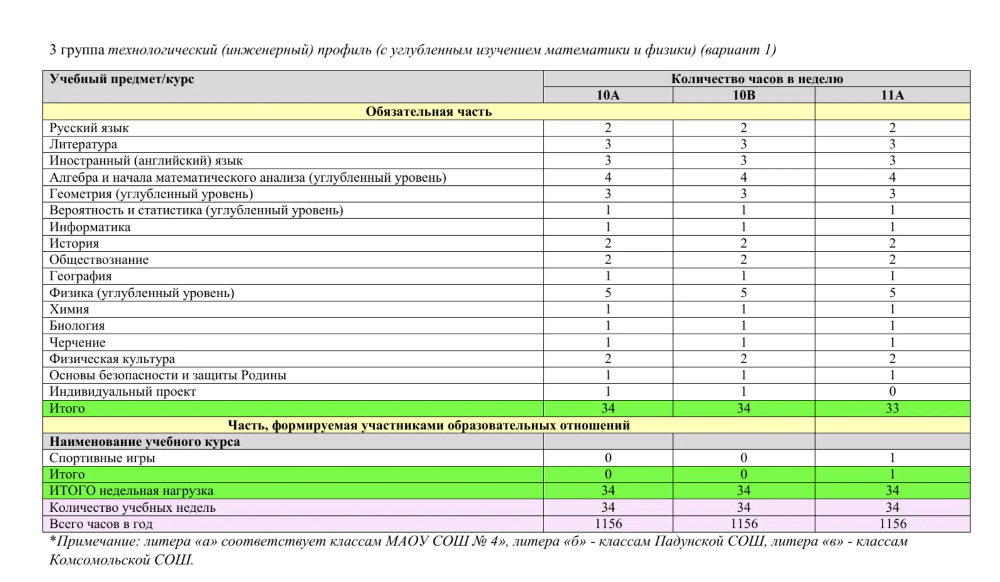 3 группа технологический (инженерный) профиль (с углубленным изучением математики и физики) (вариант 1)
Учебный предмет/курс Количество часов в неделю
10А 10В 11А
Обязательная часть
Русский язык 2 2 2
Литература 3 3 3
Иностранный (английский) язык 3 3 3
Алгебра и начала математического анализа (углубленный уровень) 4 4 4
Геометрия (углубленный уровень) 3 3 3
Вероятность и статистика (углубленный уровень) 1 1 1
Информатика 1 1 1
История 2 2 2
Обществознание 2 2 2
География 1 1 1
Физика (углубленный уровень) 5 5 5
Химия 1 1 1
Биология 1 1 1
Черчение 1 1 1
Физическая культура 2 2 2
Основы безопасности и защиты Родины 1 1 1
Индивидуальный проект 1 1 0
Итого 34 34 33
Часть, формируемая участниками образовательных отношений
Наименование учебного курса
Спортивные игры 0 0 1
Итого 0 0 1
ИТОГО недельная нагрузка 34 34 34
Количество учебных недель 34 34 34
Всего часов в год 1156 1156 1156
*Примечание: литера «а» соответствует классам МАОУ СОШ № 4», литера «б» - классам Падунской СОШ, литера «в» - классам
Комсомольской СОШ.